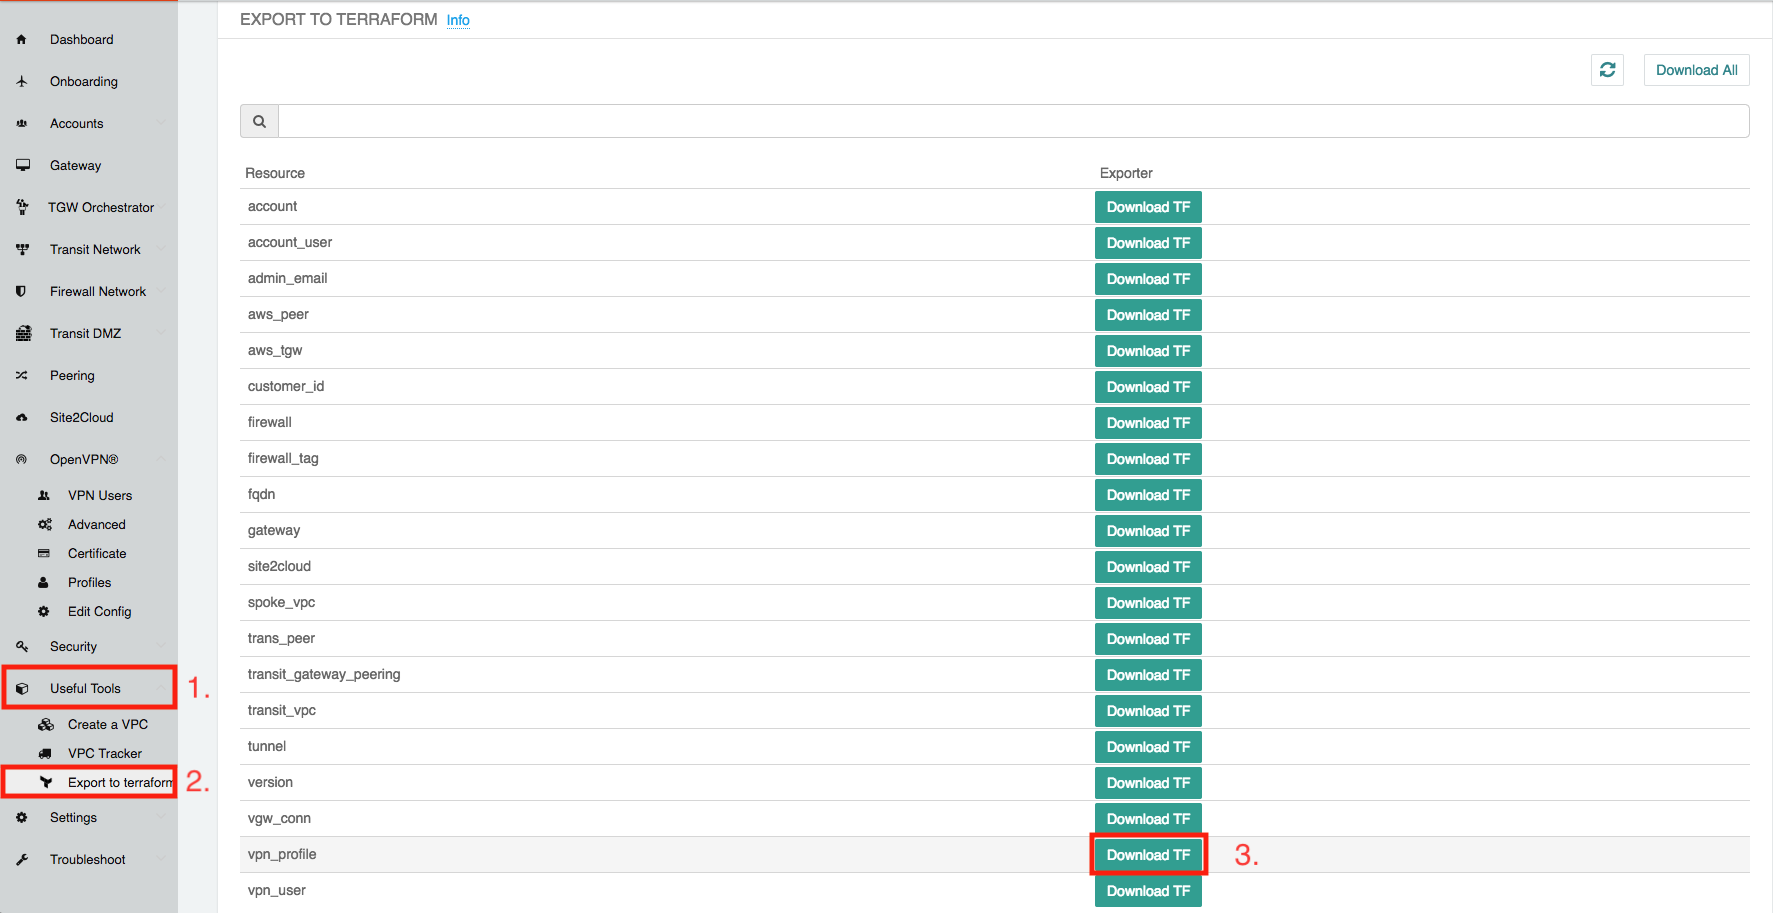 EXPORT TO TERRAFORM Info
Dashboard
Onboarding
Accounts
Gateway
TGW Orchestrator
Transit Network
Firewall Network
Transit DMZ
Peering
Site2Cloud
OpenVPN®
VPN Users
Advanced
Certificate
Profiles
Edit Config
Security
Useful Tools 1.
Create a VPC
VPC Tracker
Export to terraform 2.
Settings
Troubleshoot
Download All
Resource Exporter
account Download TF
account_user Download TF
admin_email Download TF
aws_peer Download TF
aws_tgw Download TF
customer_id Download TF
firewall Download TF
firewall_tag Download TF
fqdn Download TF
gateway Download TF
site2cloud Download TF
spoke_vpc Download TF
trans_peer Download TF
transit_gateway_peering Download TF
transit_vpc Download TF
tunnel Download TF
version Download TF
vgw_conn Download TF
vpn_profile Download TF 3.
vpn_user Download TF